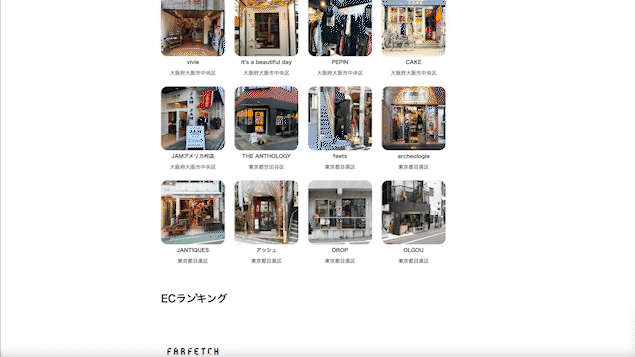 vivie
It's a beautiful day
PEPIN
CAKE
大阪府大阪市中央区
大阪府大阪市中央区
大阪府大阪市中央区
大阪府大阪市中央区
JAMアメリカ村店
THE ANTHOLOGY
feets
archeologie
大阪府大阪市中央区
東京都世田谷区
東京都目黒区
東京都目黒区
JANTIQUES
アッシュ
DROP
OLGOU
東京都目黒区
東京都目黒区
東京都目黒区
東京都目黒区
ECランキング
FARFETCH